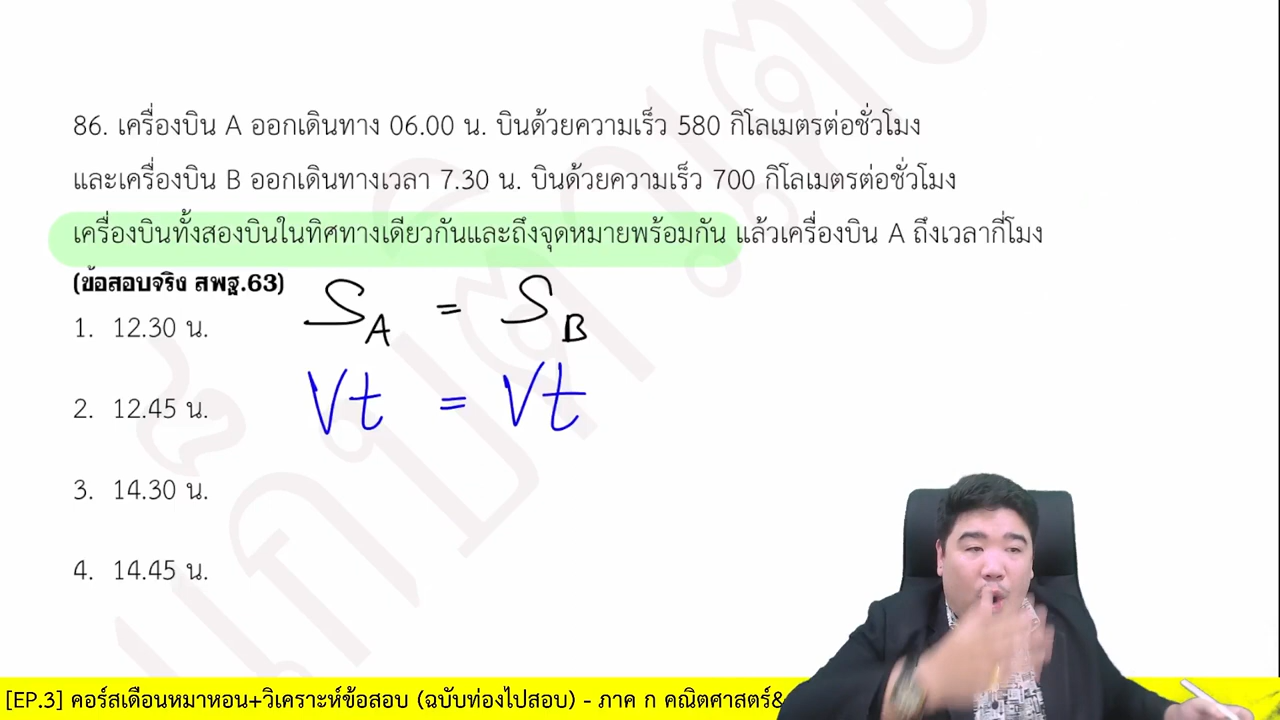 86. เครื่องบิน A ออกเดินทาง 06.00 น. บินด้วยความเร็ว 580 กิโลเมตรต่อชั่วโมง
และเครื่องบิน B ออกเดินทางเวลา 7.30 น. บินด้วยความเร็ว 700 กิโลเมตรต่อชั่วโมง
เครื่องบินทั้งสองบินในทิศทางเดียวกันและถึงจุดหมายพร้อมกัน แล้วเครื่องบิน A ถึงเวลากี่โมง
(ข้อสอบจริง สพฐ.63)
S_A = S_B
1. 12.30 น.
Vt = Vt
2. 12.45 น.
3. 14.30 น.
4. 14.45 น.
[EP.3] คอร์สเดือนหมาหอน+วิเคราะห์ข้อสอบ (ฉบับท่องไปสอบ) - ภาค ก คณิตศาสตร์&